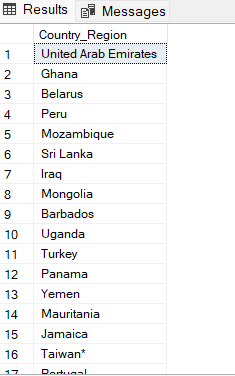 Results Messages
Country_Region
1 United Arab Emirates
2 Ghana
3 Belarus
4 Peru
5 Mozambique
6 Sri Lanka
7 Iraq
8 Mongolia
9 Barbados
10 Uganda
11 Turkey
12 Panama
13 Yemen
14 Mauritania
15 Jamaica
16 Taiwan*
17 Portugal